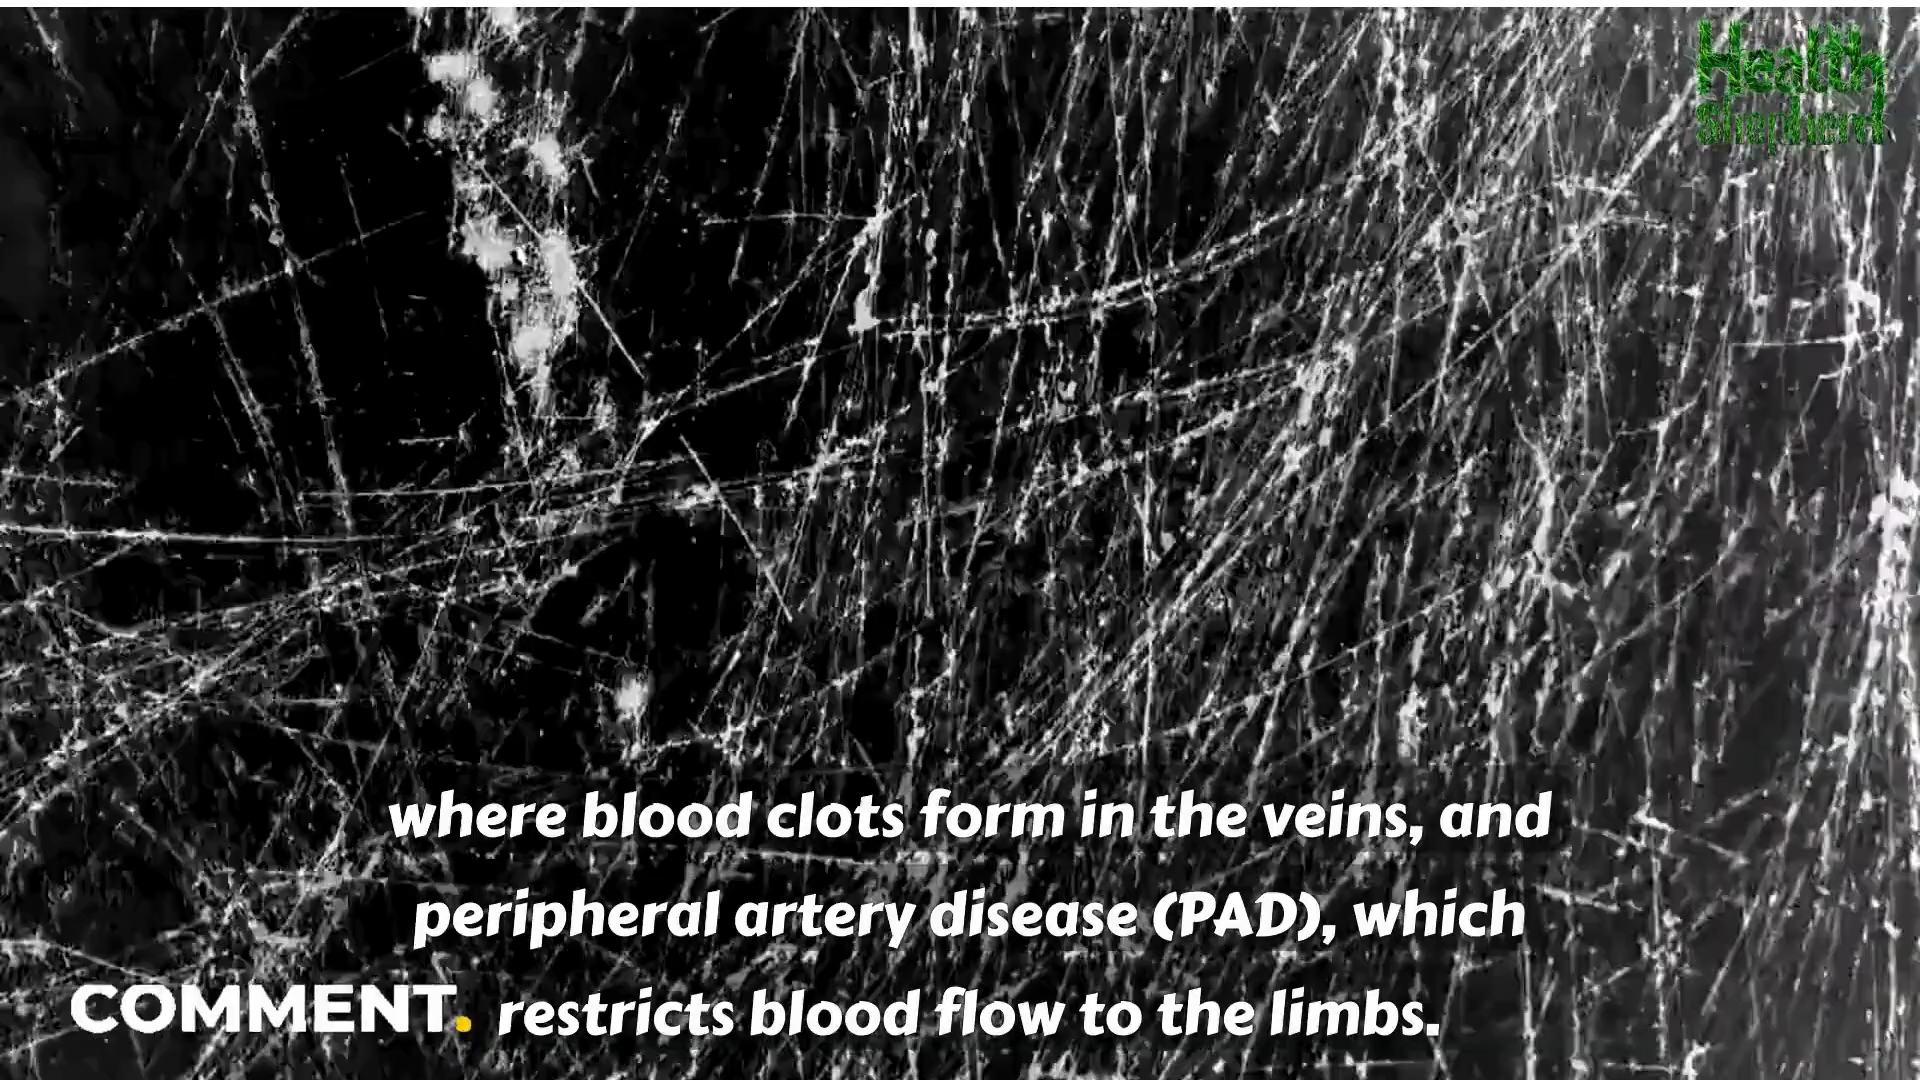 Health
Shepherd
where blood clots form in the veins, and
peripheral artery disease (PAD), which
restricts blood flow to the limbs.
COMMENT.